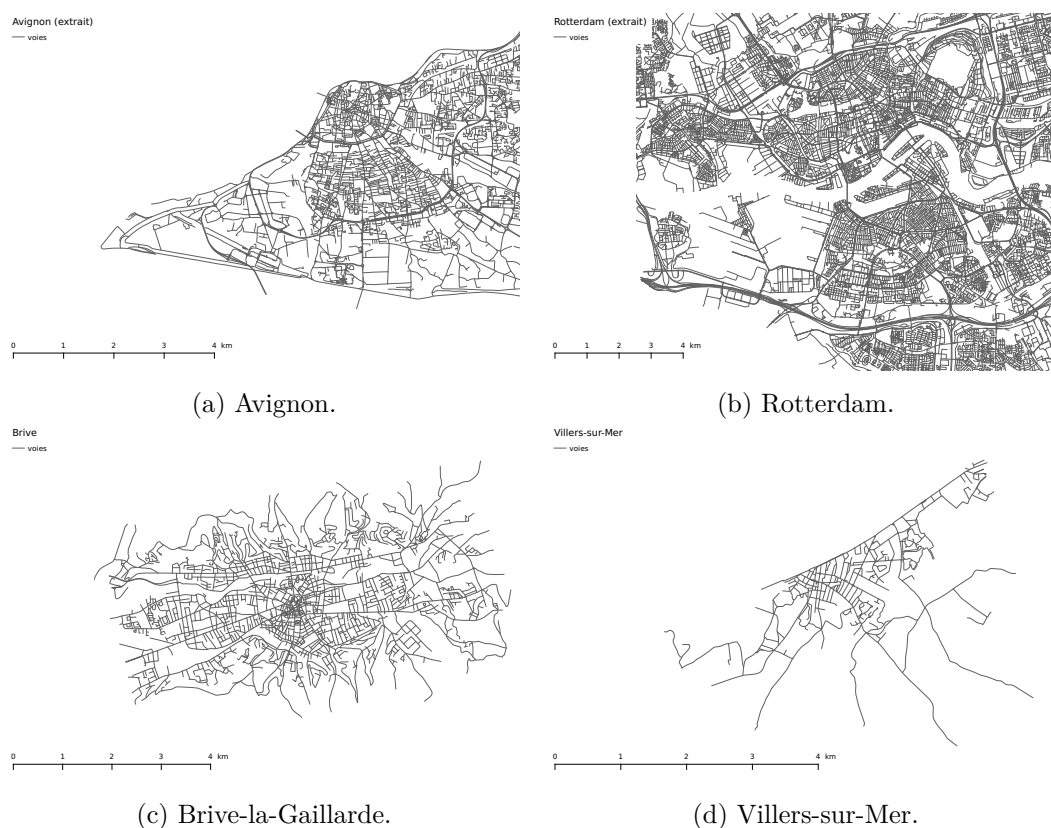 Avignon (extrait)
voies
0 1 2 3 4 km
(a) Avignon.
Rotterdam (extrait)
voies
0 1 2 3 4 km
(b) Rotterdam.
Brive
voies
0 1 2 3 4 km
(c) Brive-la-Gaillarde.
Villers-sur-Mer
voies
0 1 2 3 4 km
(d) Villers-sur-Mer.